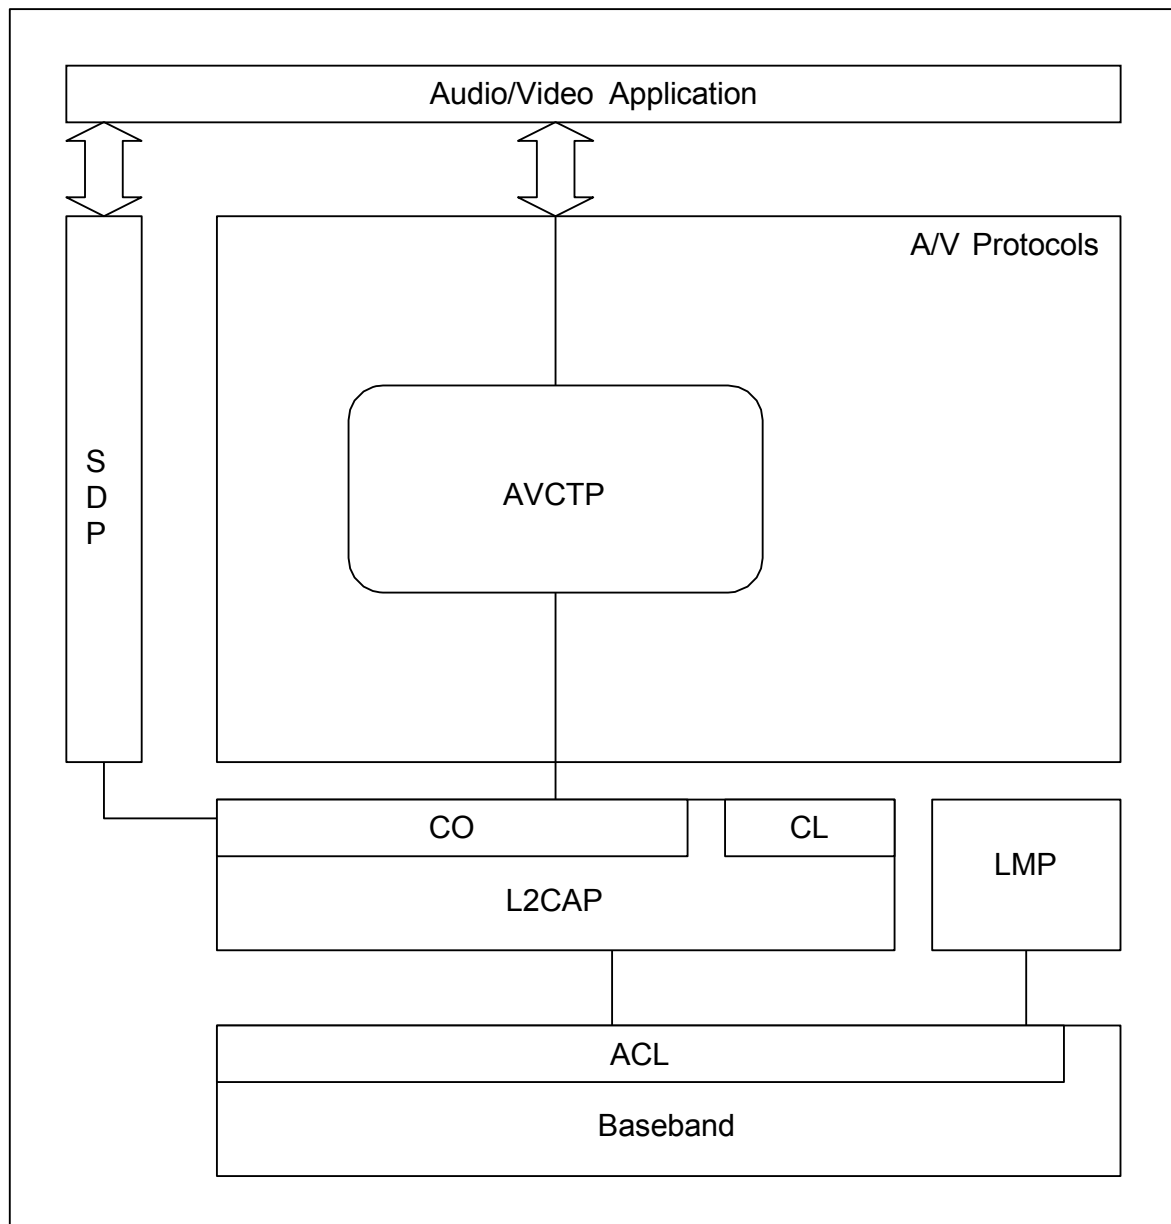 Audio/Video Application
A/V Protocols
S
D
P
AVCTP
CO
CL
LMP
L2CAP
ACL
Baseband